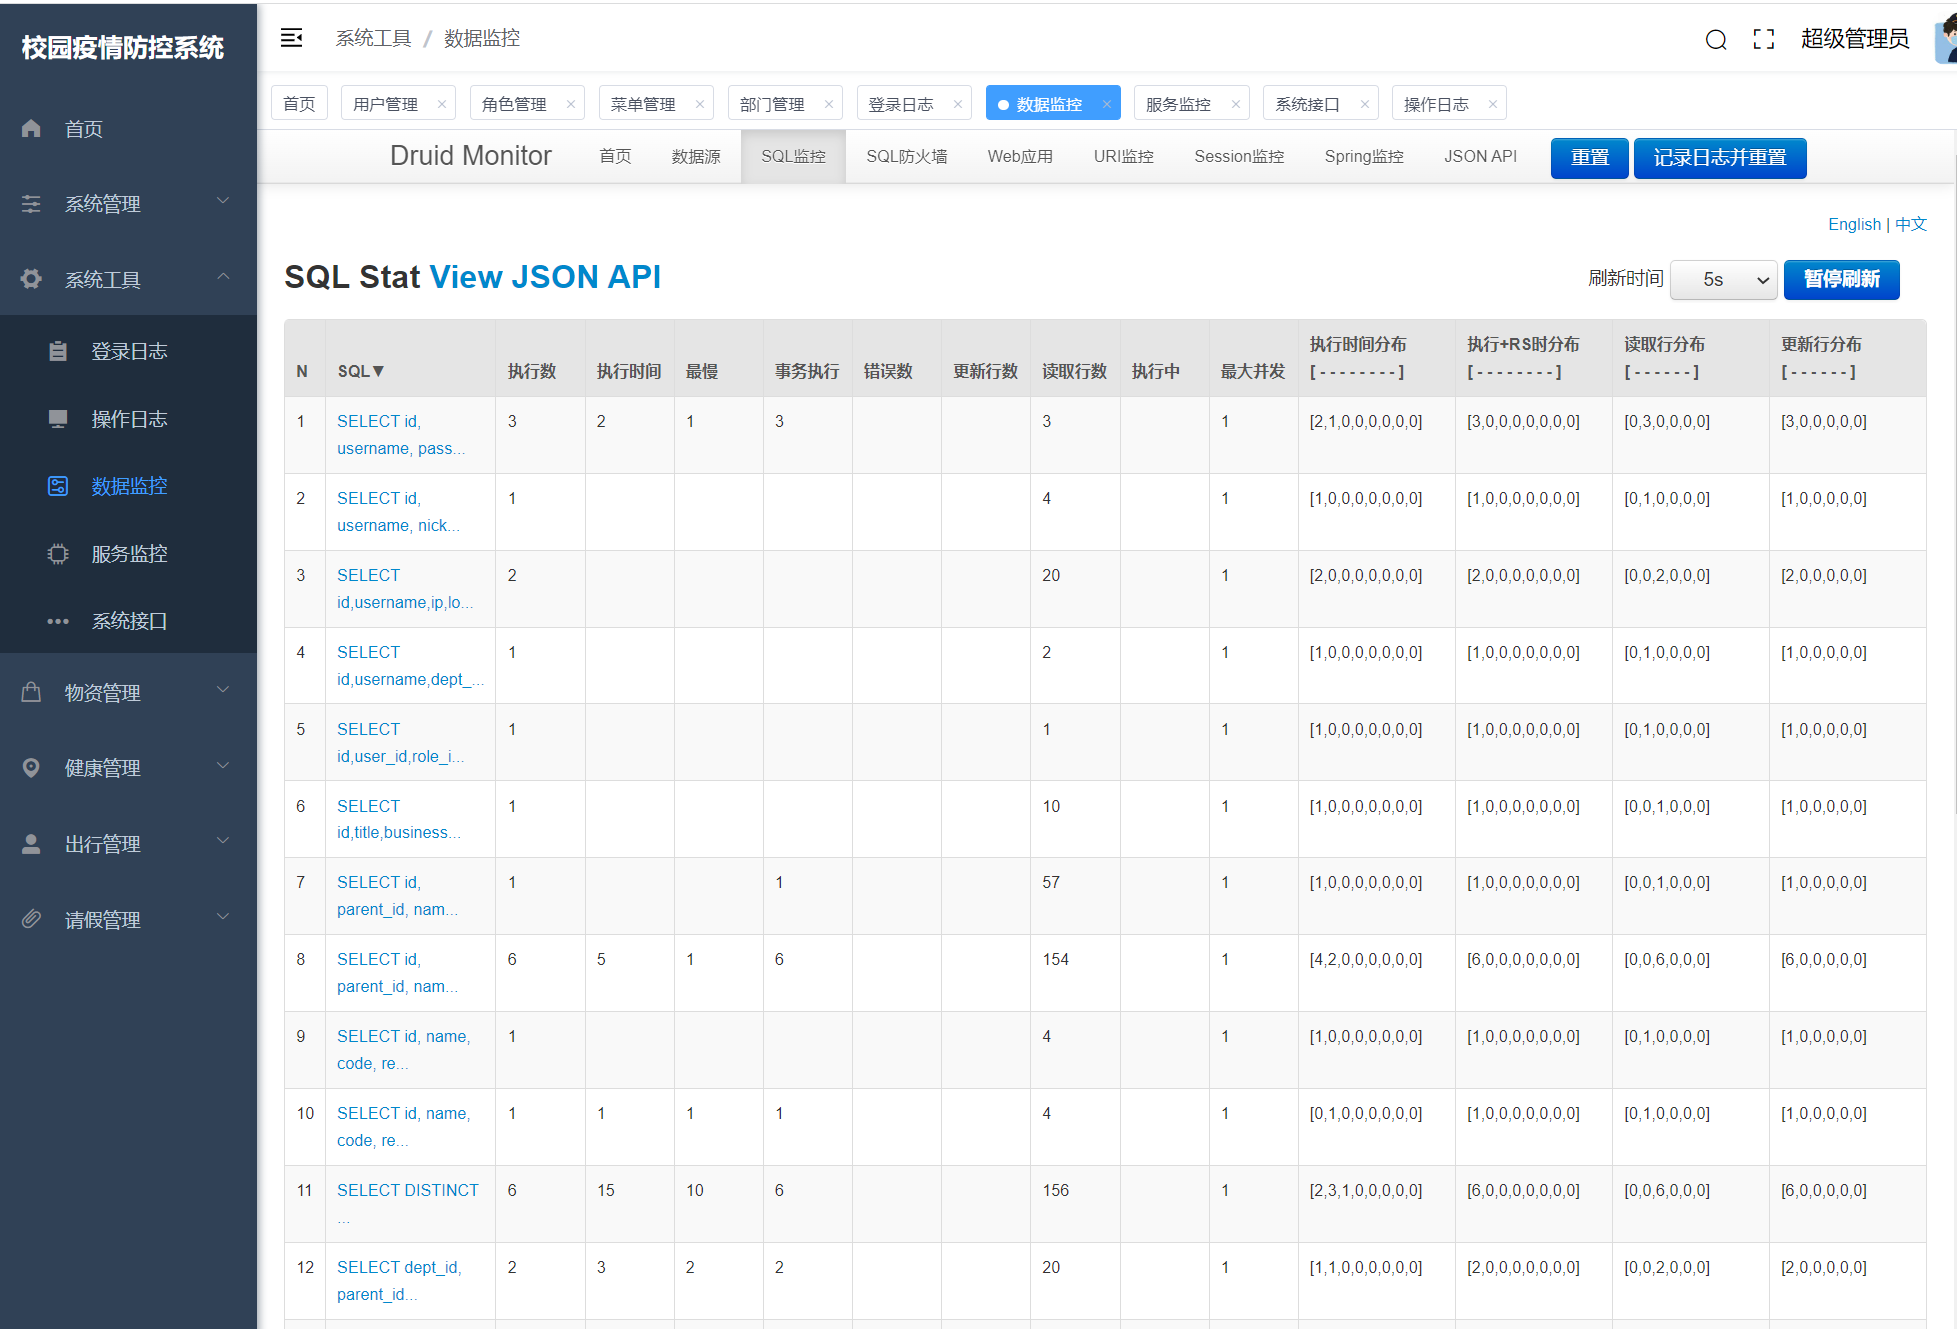 校园疫情防控系统
系统工具 / 数据监控
超级管理员
首页
用户管理 ×
角色管理 ×
菜单管理 ×
部门管理 ×
登录日志 ×
数据监控 ×
服务监控 ×
系统接口 ×
操作日志 ×
首页
系统管理
系统工具
登录日志
操作日志
数据监控
服务监控
系统接口
物资管理
健康管理
出行管理
请假管理
Druid Monitor 首页 数据源 SQL监控 SQL防火墙 Web应用 URI监控 Session监控 Spring监控 JSON API 重置 记录日志并重置
English | 中文
SQL Stat View JSON API
刷新时间 5s 暂停刷新
N SQL▼ 执行数 执行时间 最慢 事务执行 错误数 更新行数 读取行数 执行中 最大并发 执行时间分布 [ - - - - - - - - ] 执行+RS时分布 [ - - - - - - - - ] 读取行分布 [ - - - - - - ] 更新行分布 [ - - - - - - ]
1 SELECT id, username, pass... 3 2 1 3 3 1 [2,1,0,0,0,0,0,0] [3,0,0,0,0,0,0,0] [0,3,0,0,0,0] [3,0,0,0,0,0]
2 SELECT id, username, nick... 1 4 1 [1,0,0,0,0,0,0,0] [1,0,0,0,0,0,0,0] [0,1,0,0,0,0] [1,0,0,0,0,0]
3 SELECT id,username,ip,lo... 2 20 1 [2,0,0,0,0,0,0,0] [2,0,0,0,0,0,0,0] [0,0,2,0,0,0] [2,0,0,0,0,0]
4 SELECT id,username,dept_... 1 2 1 [1,0,0,0,0,0,0,0] [1,0,0,0,0,0,0,0] [0,1,0,0,0,0] [1,0,0,0,0,0]
5 SELECT id,user_id,role_i... 1 1 1 [1,0,0,0,0,0,0,0] [1,0,0,0,0,0,0,0] [0,1,0,0,0,0] [1,0,0,0,0,0]
6 SELECT id,title,business... 1 10 1 [1,0,0,0,0,0,0,0] [1,0,0,0,0,0,0,0] [0,0,1,0,0,0] [1,0,0,0,0,0]
7 SELECT id, parent_id, nam... 1 1 57 1 [1,0,0,0,0,0,0,0] [1,0,0,0,0,0,0,0] [0,0,1,0,0,0] [1,0,0,0,0,0]
8 SELECT id, parent_id, nam... 6 5 1 6 154 1 [4,2,0,0,0,0,0,0] [6,0,0,0,0,0,0,0] [0,0,6,0,0,0] [6,0,0,0,0,0]
9 SELECT id, name, code, re... 1 4 1 [1,0,0,0,0,0,0,0] [1,0,0,0,0,0,0,0] [0,1,0,0,0,0] [1,0,0,0,0,0]
10 SELECT id, name, code, re... 1 1 1 1 4 1 [0,1,0,0,0,0,0,0] [1,0,0,0,0,0,0,0] [0,1,0,0,0,0] [1,0,0,0,0,0]
11 SELECT DISTINCT ... 6 15 10 6 156 1 [2,3,1,0,0,0,0,0] [6,0,0,0,0,0,0,0] [0,0,6,0,0,0] [6,0,0,0,0,0]
12 SELECT dept_id, parent_id... 2 3 2 2 20 1 [1,1,0,0,0,0,0,0] [2,0,0,0,0,0,0,0] [0,0,2,0,0,0] [2,0,0,0,0,0]